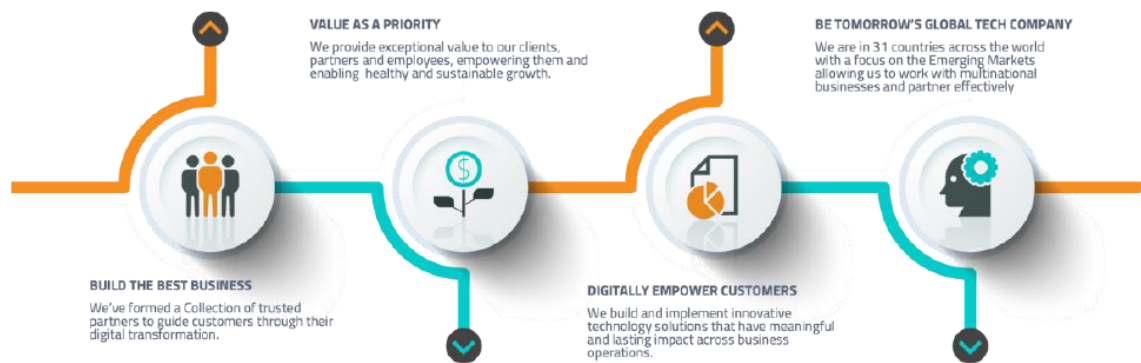 VALUE AS A PRIORITY
We provide exceptional value to our clients,
partners and employees, empowering them and
enabling healthy and sustainable growth.
BE TOMORROW'S GLOBAL TECH COMPANY
We are in 31 countries across the world
with a focus on the Emerging Markets
allowing us to work with multinational
businesses and partner effectively
$
BUILD THE BEST BUSINESS
We've formed a Collection of trusted
partners to guide customers through their
digital transformation.
DIGITALLY EMPOWER CUSTOMERS
We build and implement innovative
technology solutions that have meaningful
and lasting impact across business
operations.